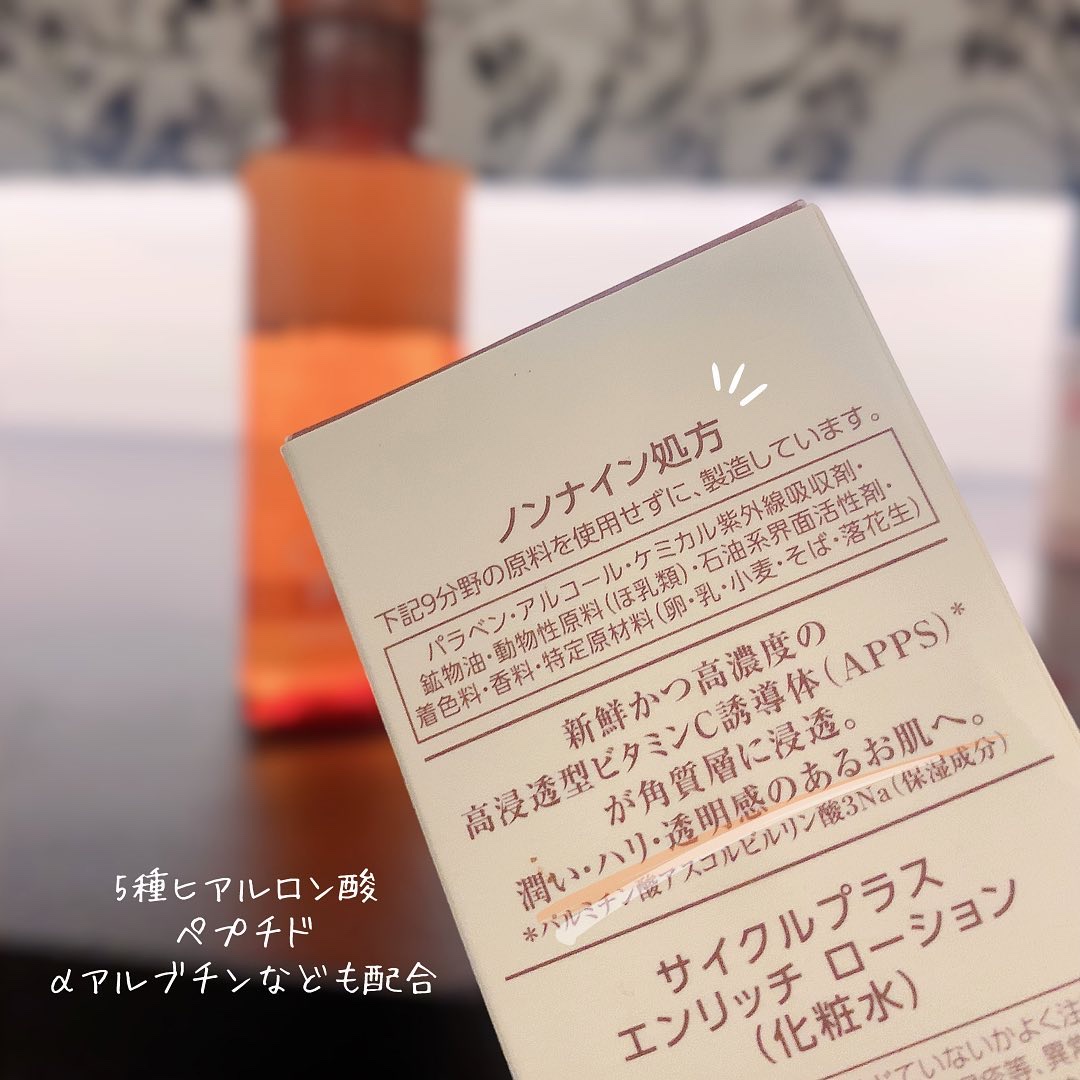 ノンナイン処方
下記9分野の原料を使用せずに、製造しています。
パラベン・アルコール・ケミカル紫外線吸収剤・
鉱物油・動物性原料(ほ乳類)・石油系界面活性剤・
着色料・香料・特定原材料(卵・乳・小麦・そば・落花生)
新鮮かつ高濃度の
高浸透型ビタミンC誘導体(APPS)*
が角質層に浸透。
潤い・ハリ・透明感のあるお肌へ。
*パルミチン酸アスコルビルリン酸3Na(保湿成分)
サイクルプラス
エンリッチ ローション
(化粧水)
ていないかよく注
5種ヒアルロン酸
ペプチド
αアルブチンなども配合